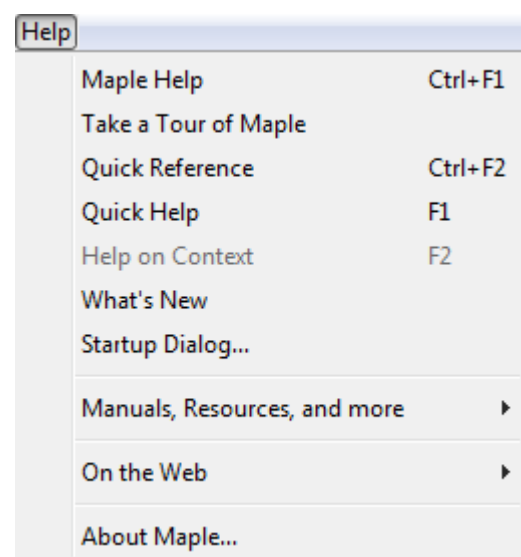 Help
Maple Help Ctrl+F1
Take a Tour of Maple
Quick Reference Ctrl+F2
Quick Help F1
Help on Context F2
What's New
Startup Dialog...
Manuals, Resources, and more
On the Web
About Maple...